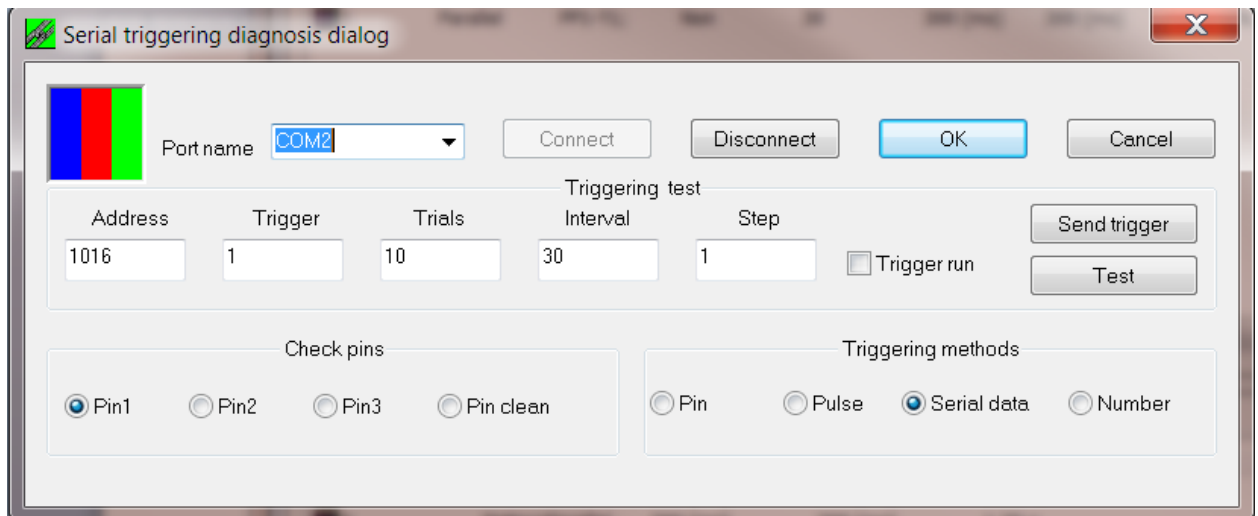 Serial triggering diagnosis dialog
Port name COM2 Connect Disconnect OK Cancel
Triggering test
Address Trigger Trials Interval Step
1016 1 10 30 1
Trigger run
Send trigger
Test
Check pins
Pin1 Pin2 Pin3 Pin clean
Triggering methods
Pin Pulse Serial data Number